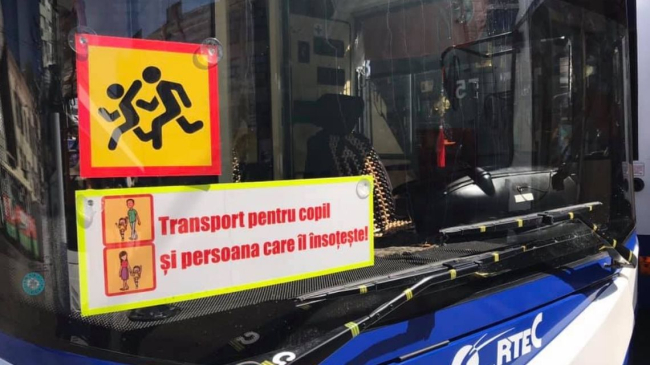 Transport pentru copil
și persoana care îl însoțește!
RTEC